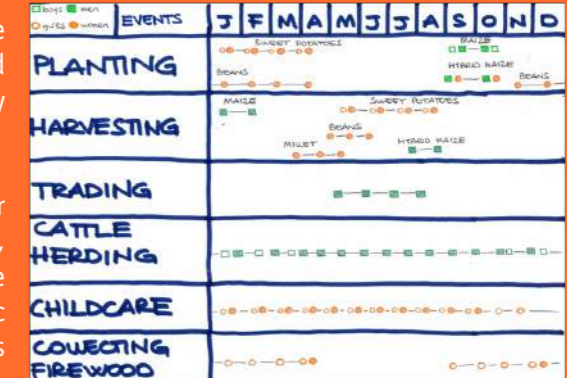 boys men
girls women
EVENTS
J F M A M J J A S O N D
PLANTING
SWEET POTATOES
MAIZE
BEANS
HYBRID MAIZE
BEANS
HARVESTING
MAIZE
SWEET POTATOES
BEANS
MILLET
HYBRID MAIZE
TRADING
CATTLE
HERDING
CHILDCARE
COLLECTING
FIREWOOD